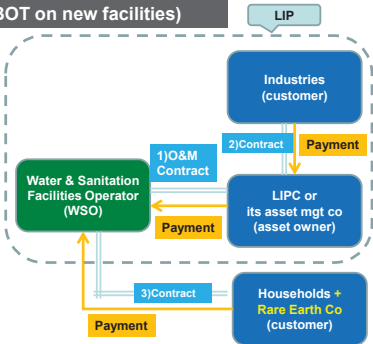 BOT on new facilities)
LIP
Industries
(customer)
1)O&M
Contract
2)Contract
Payment
Water & Sanitation
Facilities Operator
(WSO)
LIPC or
its asset mgt co
(asset owner)
Payment
3)Contract
Households +
Rare Earth Co
(customer)
Payment